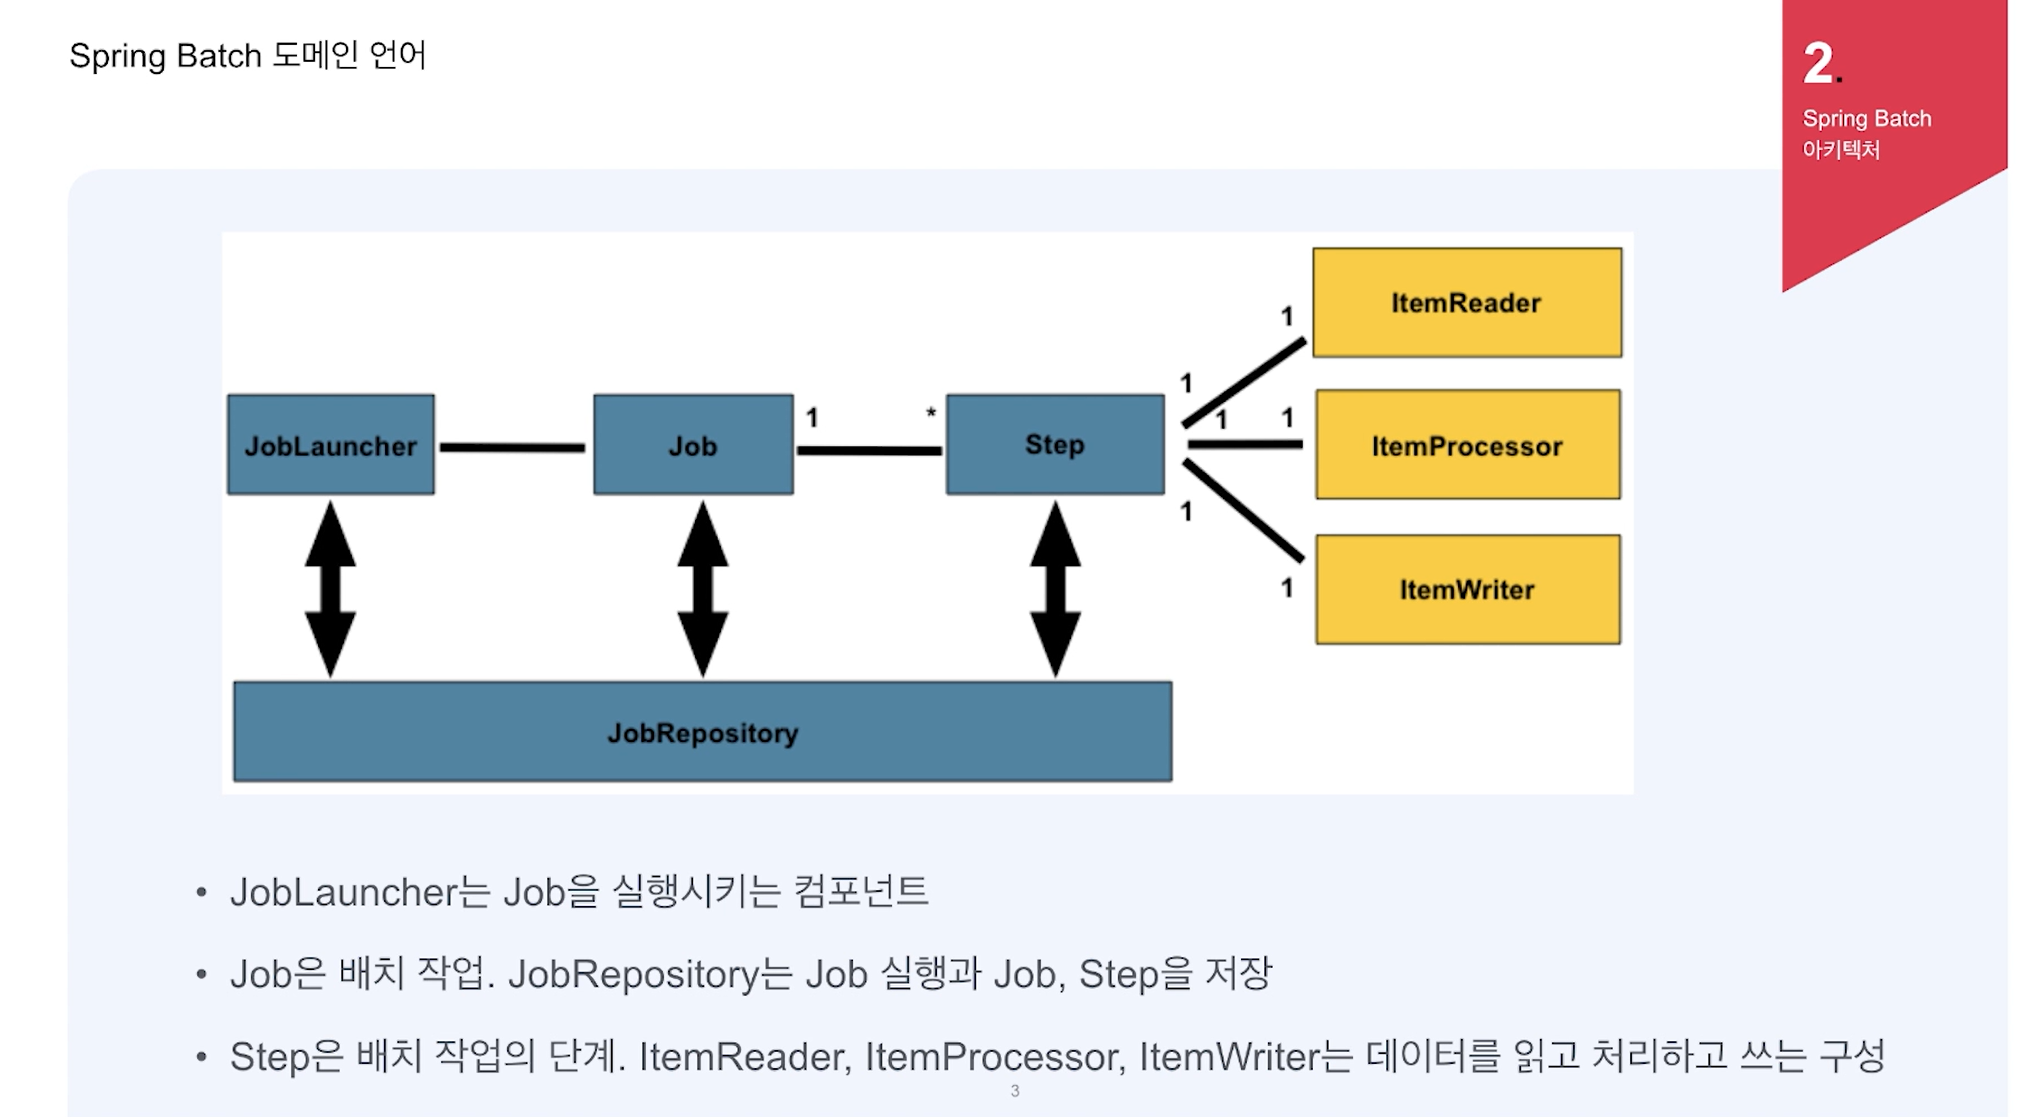 Spring Batch 도메인 언어
2.
Spring Batch
아키텍처
ItemReader
1
1
JobLauncher
Job
1
*
Step
1
1
ItemProcessor
1
1
ItemWriter
JobRepository
• JobLauncher는 Job을 실행시키는 컴포넌트
• Job은 배치 작업. JobRepository는 Job 실행과 Job, Step을 저장
• Step은 배치 작업의 단계. ItemReader, ItemProcessor, ItemWriter는 데이터를 읽고 처리하고 쓰는 구성
3